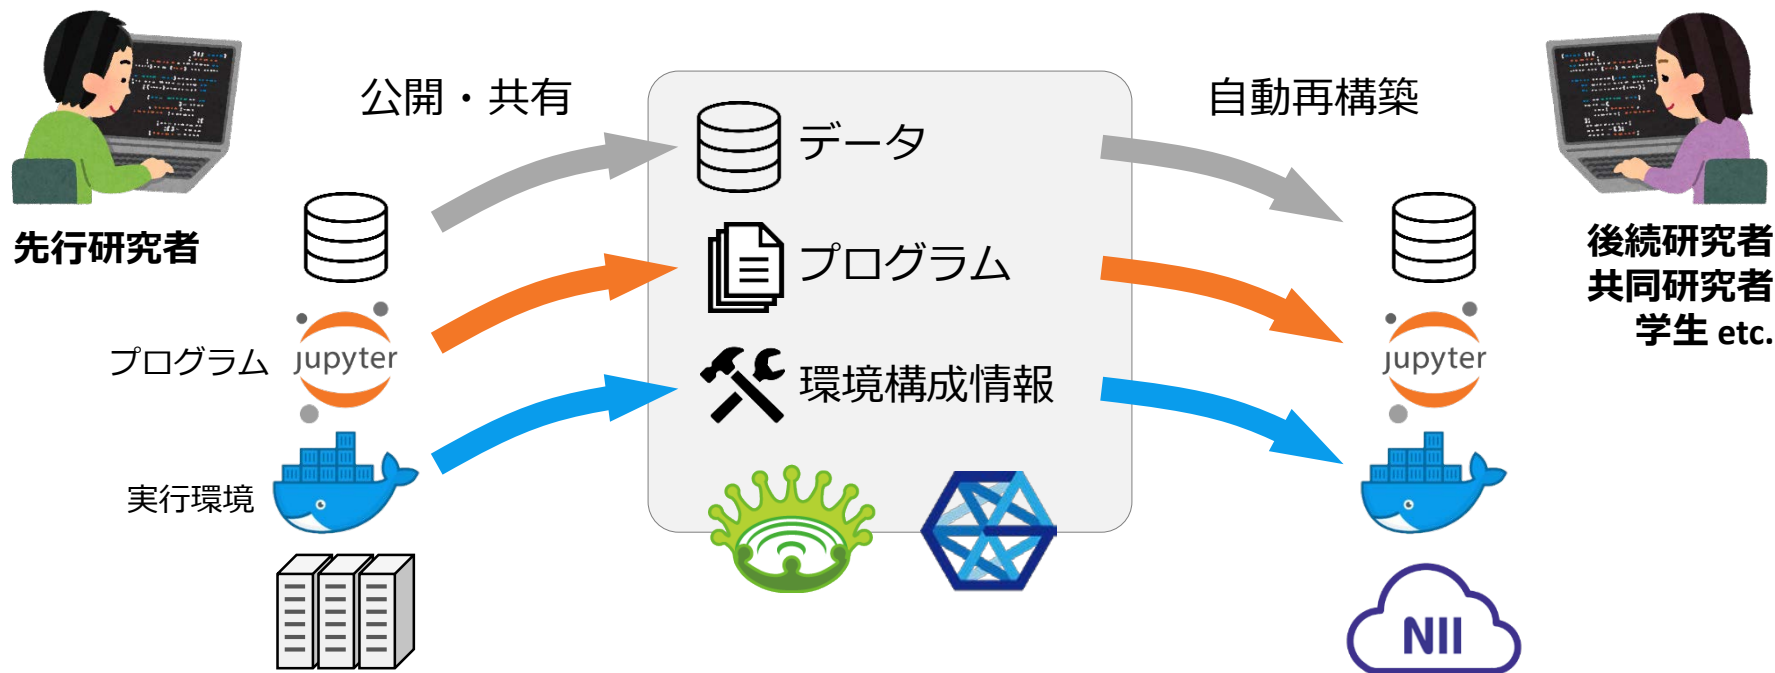 公開・共有
自動再構築
先行研究者
データ
プログラム
環境構成情報
プログラム
jupyter
実行環境
後続研究者
共同研究者
学生 etc.
jupyter
NII